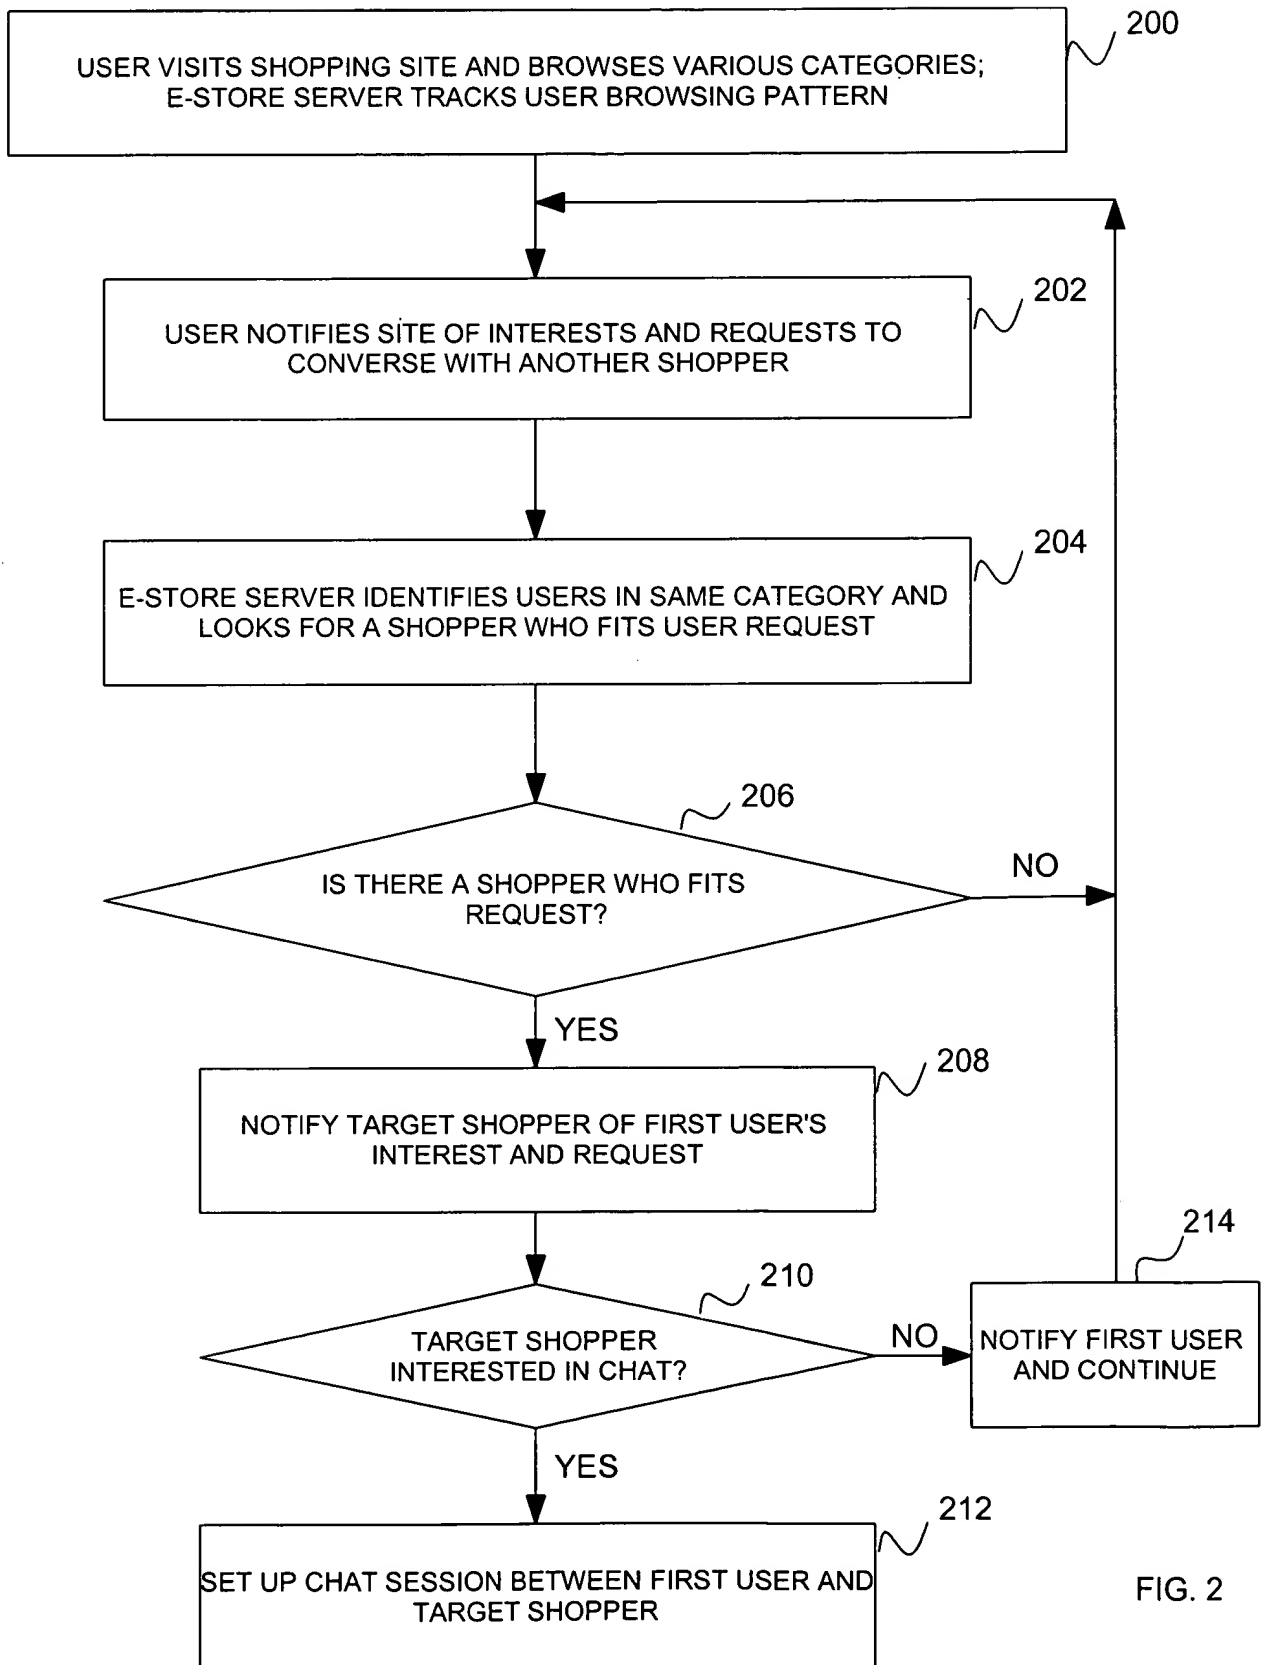 200
USER VISITS SHOPPING SITE AND BROWSES VARIOUS CATEGORIES;
E-STORE SERVER TRACKS USER BROWSING PATTERN
202
USER NOTIFIES SITE OF INTERESTS AND REQUESTS TO
CONVERSE WITH ANOTHER SHOPPER
204
E-STORE SERVER IDENTIFIES USERS IN SAME CATEGORY AND
LOOKS FOR A SHOPPER WHO FITS USER REQUEST
206
IS THERE A SHOPPER WHO FITS
REQUEST?
NO
YES
208
NOTIFY TARGET SHOPPER OF FIRST USER'S
INTEREST AND REQUEST
210
TARGET SHOPPER
INTERESTED IN CHAT?
NO
214
NOTIFY FIRST USER
AND CONTINUE
YES
212
SET UP CHAT SESSION BETWEEN FIRST USER AND
TARGET SHOPPER
FIG. 2